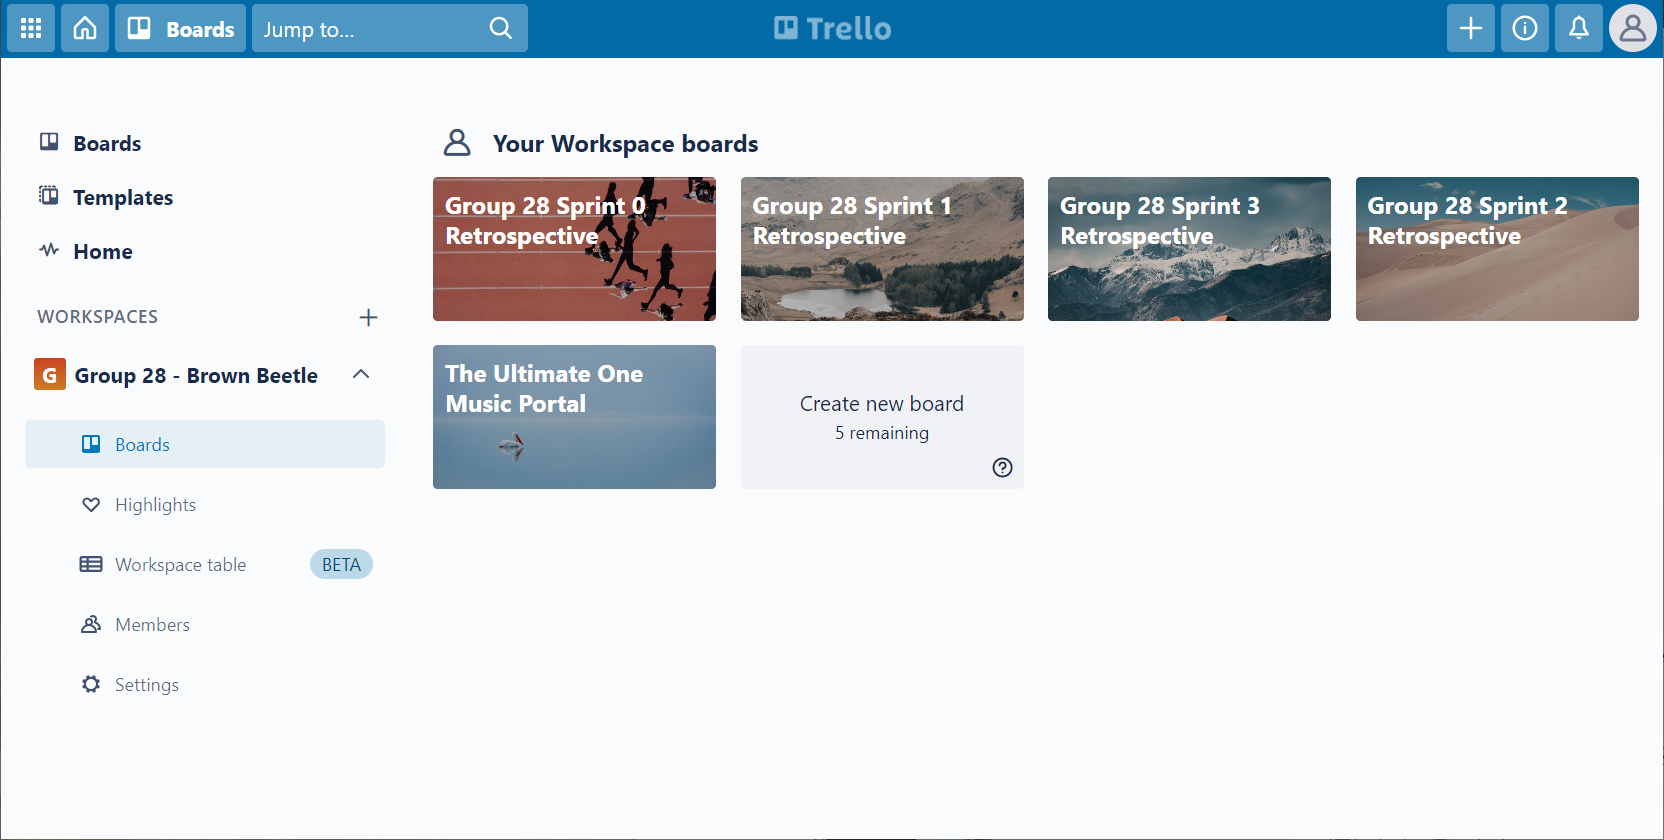 Boards
Jump to...
Trello
Boards
Templates
Home
WORKSPACES
G Group 28 - Brown Beetle
Boards
Highlights
Workspace table BETA
Members
Settings
Your Workspace boards
Group 28 Sprint 0
Retrospective
Group 28 Sprint 1
Retrospective
Group 28 Sprint 3
Retrospective
Group 28 Sprint 2
Retrospective
The Ultimate One
Music Portal
Create new board
5 remaining